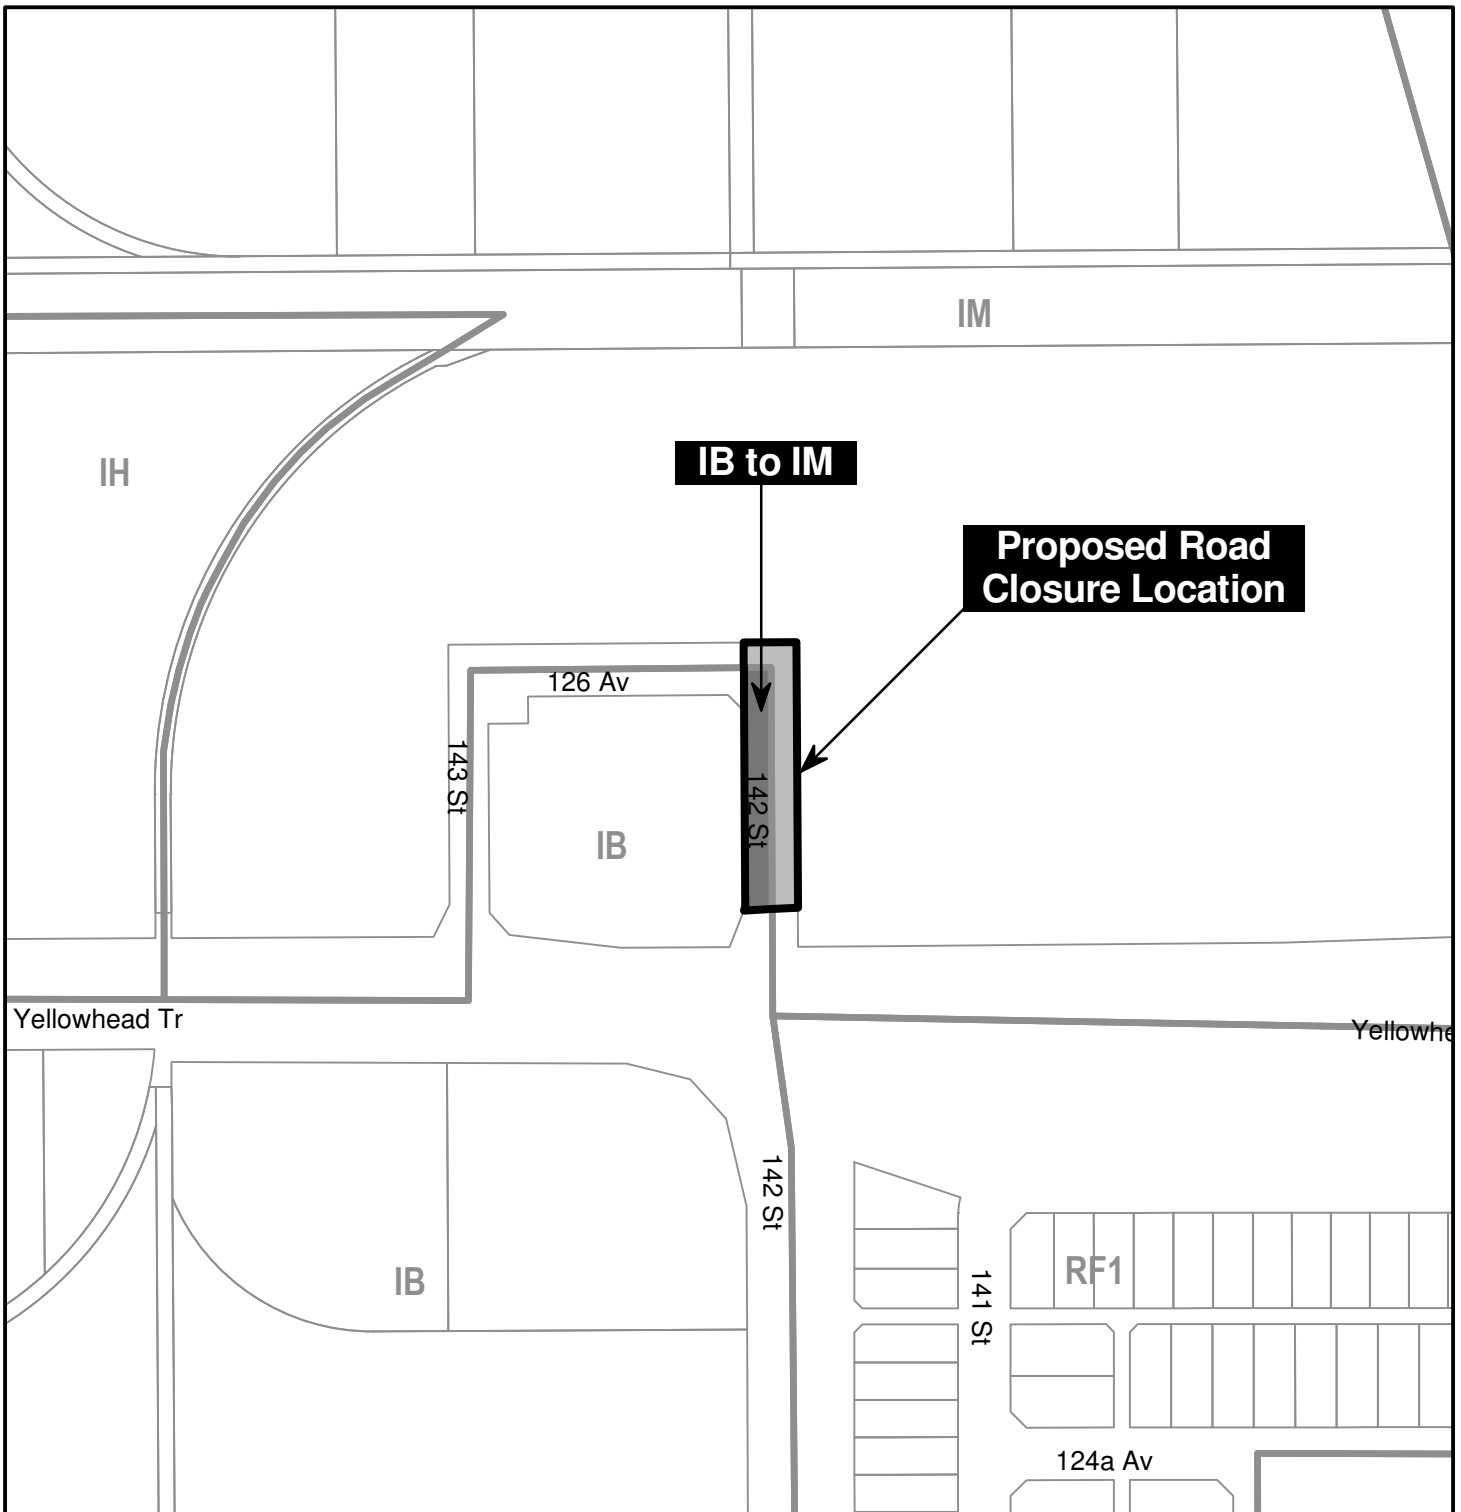 IM
IH
IB to IM
Proposed Road
Closure Location
126 Av
143 St
142 St
IB
Yellowhead Tr
Yellowhe
142 St
IB
RF1
141 St
124a Av